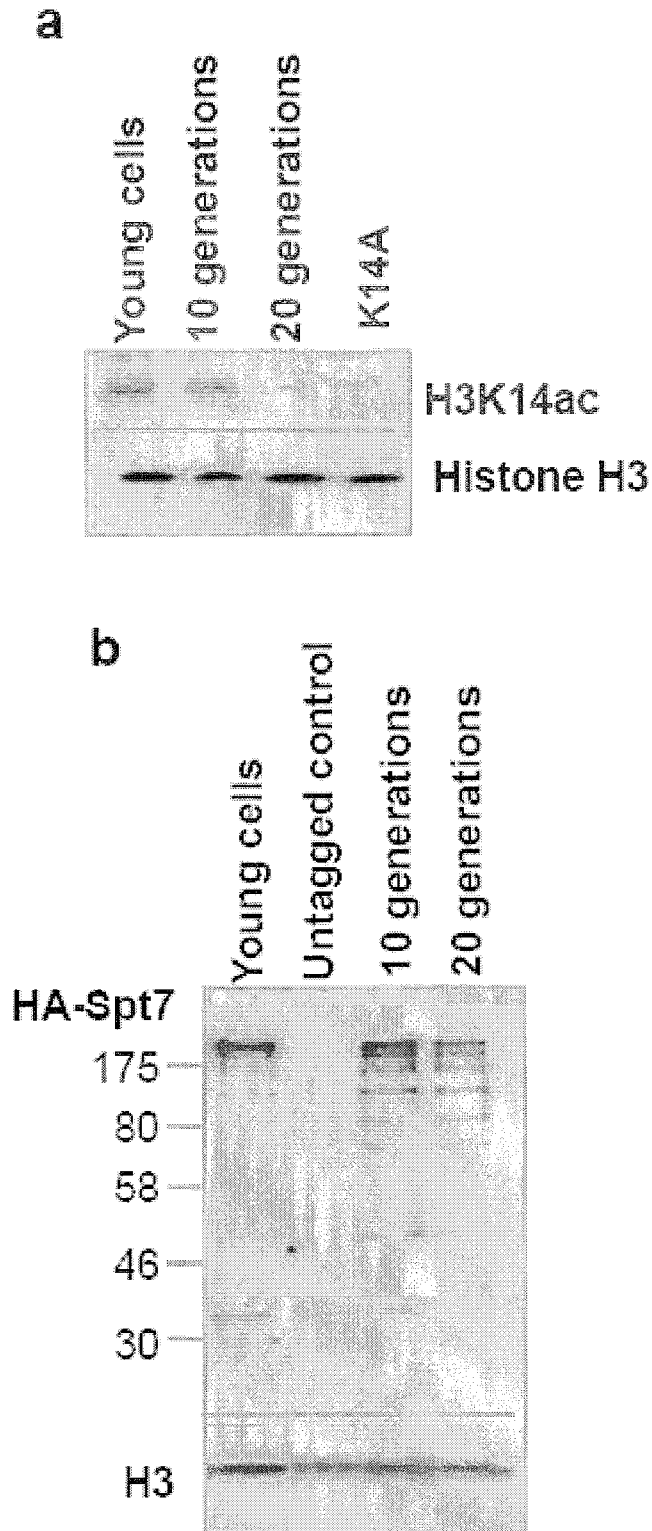 a
Young cells
10 generations
20 generations
K14A
H3K14ac
Histone H3
b
Young cells
Untagged control
10 generations
20 generations
HA-Spt7
175
80
58
46
30
H3